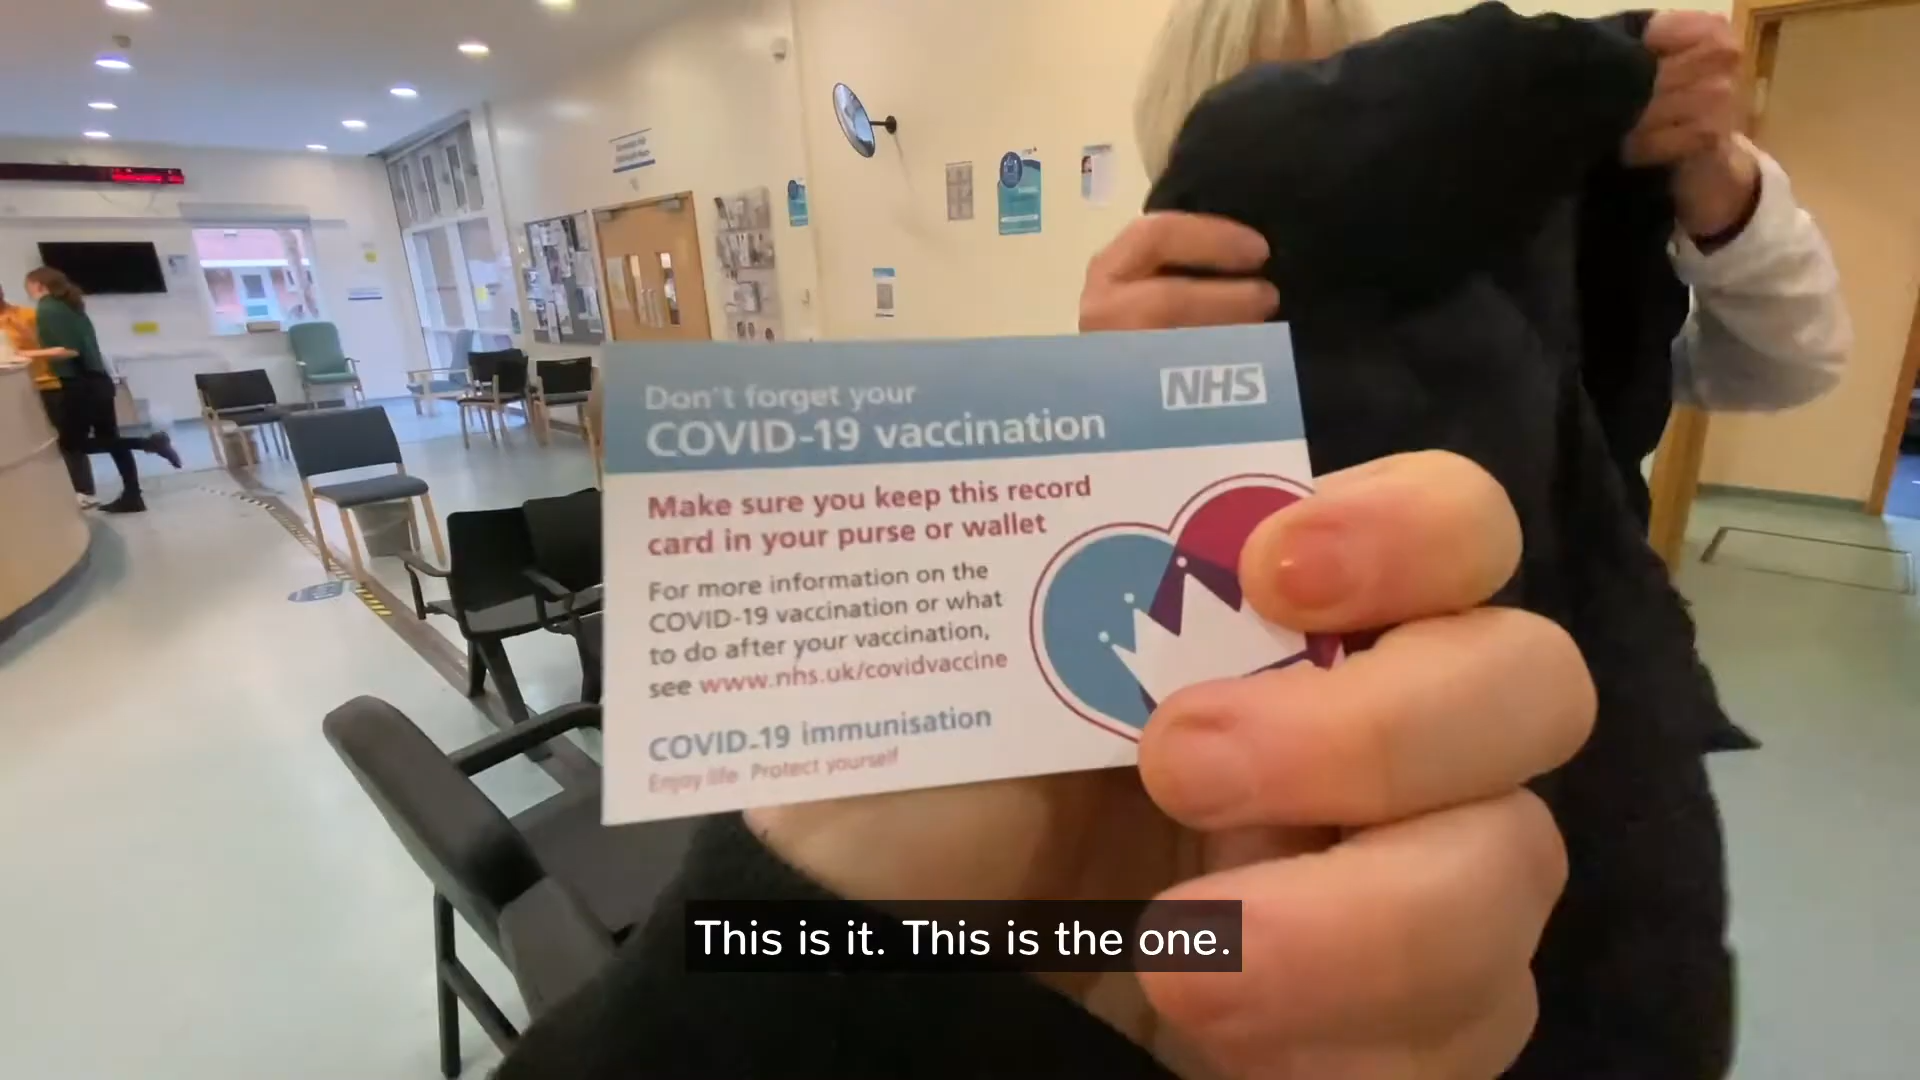 Don't forget your
COVID-19 vaccination
NHS
Make sure you keep this record
card in your purse or wallet
For more information on the
COVID-19 vaccination or what
to do after your vaccination,
see www.nhs.uk/covidvaccine
COVID-19 immunisation
Enjoy life Protect yourself
This is it. This is the one.